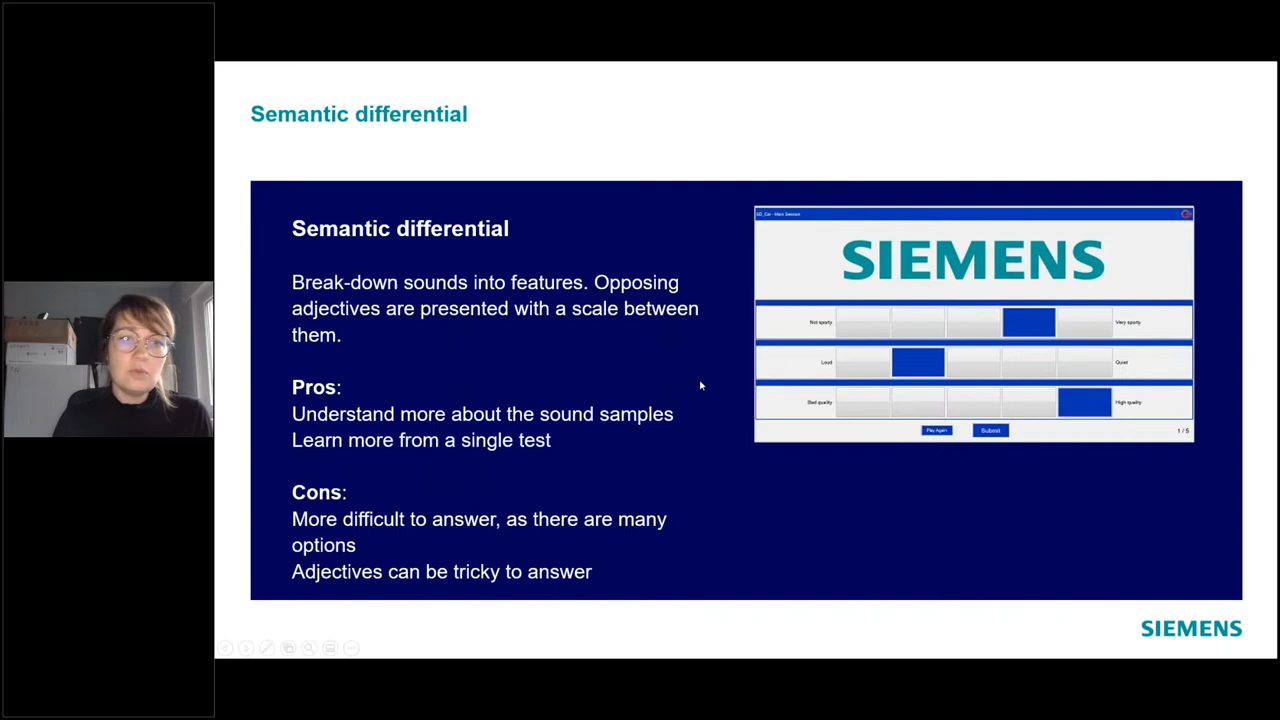 Semantic differential
Semantic differential
Break-down sounds into features. Opposing
adjectives are presented with a scale between
them.
Pros:
Understand more about the sound samples
Learn more from a single test
Cons:
More difficult to answer, as there are many
options
Adjectives can be tricky to answer
SD_Car - Main Session
SIEMENS
Not sporty Very sporty
Loud Quiet
Bad quality High quality
Play Again Submit 1 / 5
SIEMENS